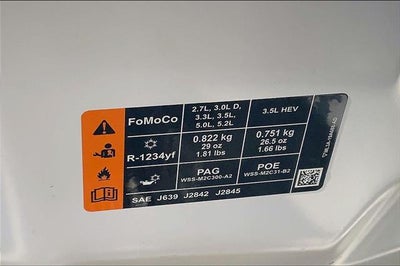 FoMoCo
2.7L, 3.0L D,
3.3L, 3.5L,
5.0L, 5.2L
3.5L HEV
R-1234yf
0.822 kg
29 oz
1.81 lbs
0.751 kg
26.5 oz
1.66 lbs
PAG
WSS-M2C300-A2
POE
WSS-M2C31-B2
SAE J639 J2842 J2845